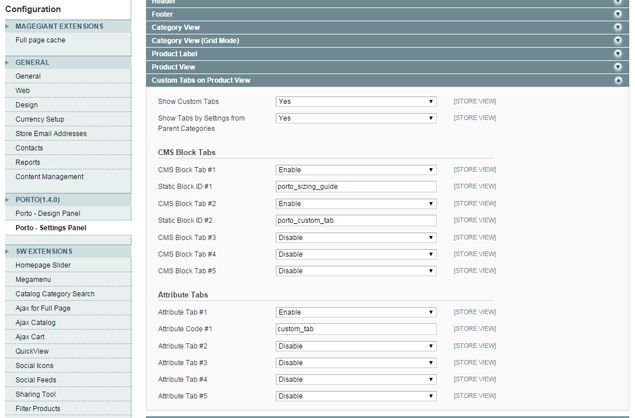 Configuration
MAGEGIANT EXTENSIONS
Full page cache
GENERAL
General
Web
Design
Currency Setup
Store Email Addresses
Contacts
Reports
Content Management
PORTO(1.4.0)
Porto - Design Panel
Porto - Settings Panel
SW EXTENSIONS
Homepage Slider
Megamenu
Catalog Category Search
Ajax for Full Page
Ajax Catalog
Ajax Cart
QuickView
Social Icons
Social Feeds
Sharing Tool
Filter Products
Header
Footer
Category View
Category View (Grid Mode)
Product Label
Product View
Custom Tabs on Product View
Show Custom Tabs Yes [STORE VIEW]
Show Tabs by Settings from Yes [STORE VIEW]
Parent Categories
CMS Block Tabs
CMS Block Tab #1 Enable [STORE VIEW]
Static Block ID #1 porto_sizing_guide [STORE VIEW]
CMS Block Tab #2 Enable [STORE VIEW]
Static Block ID #2 porto_custom_tab [STORE VIEW]
CMS Block Tab #3 Disable [STORE VIEW]
CMS Block Tab #4 Disable [STORE VIEW]
CMS Block Tab #5 Disable [STORE VIEW]
Attribute Tabs
Attribute Tab #1 Enable [STORE VIEW]
Attribute Code #1 custom_tab [STORE VIEW]
Attribute Tab #2 Disable [STORE VIEW]
Attribute Tab #3 Disable [STORE VIEW]
Attribute Tab #4 Disable [STORE VIEW]
Attribute Tab #5 Disable [STORE VIEW]